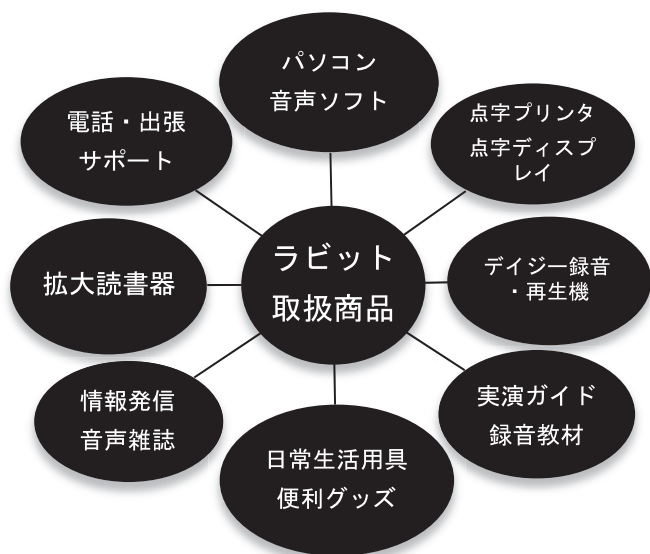 パソコン
音声ソフト
電話・出張
サポート
点字プリンタ
点字ディスプ
レイ
ラビット
取扱商品
拡大読書器
デイジー録音
・再生機
情報発信
音声雑誌
実演ガイド
録音教材
日常生活用具
便利グッズ